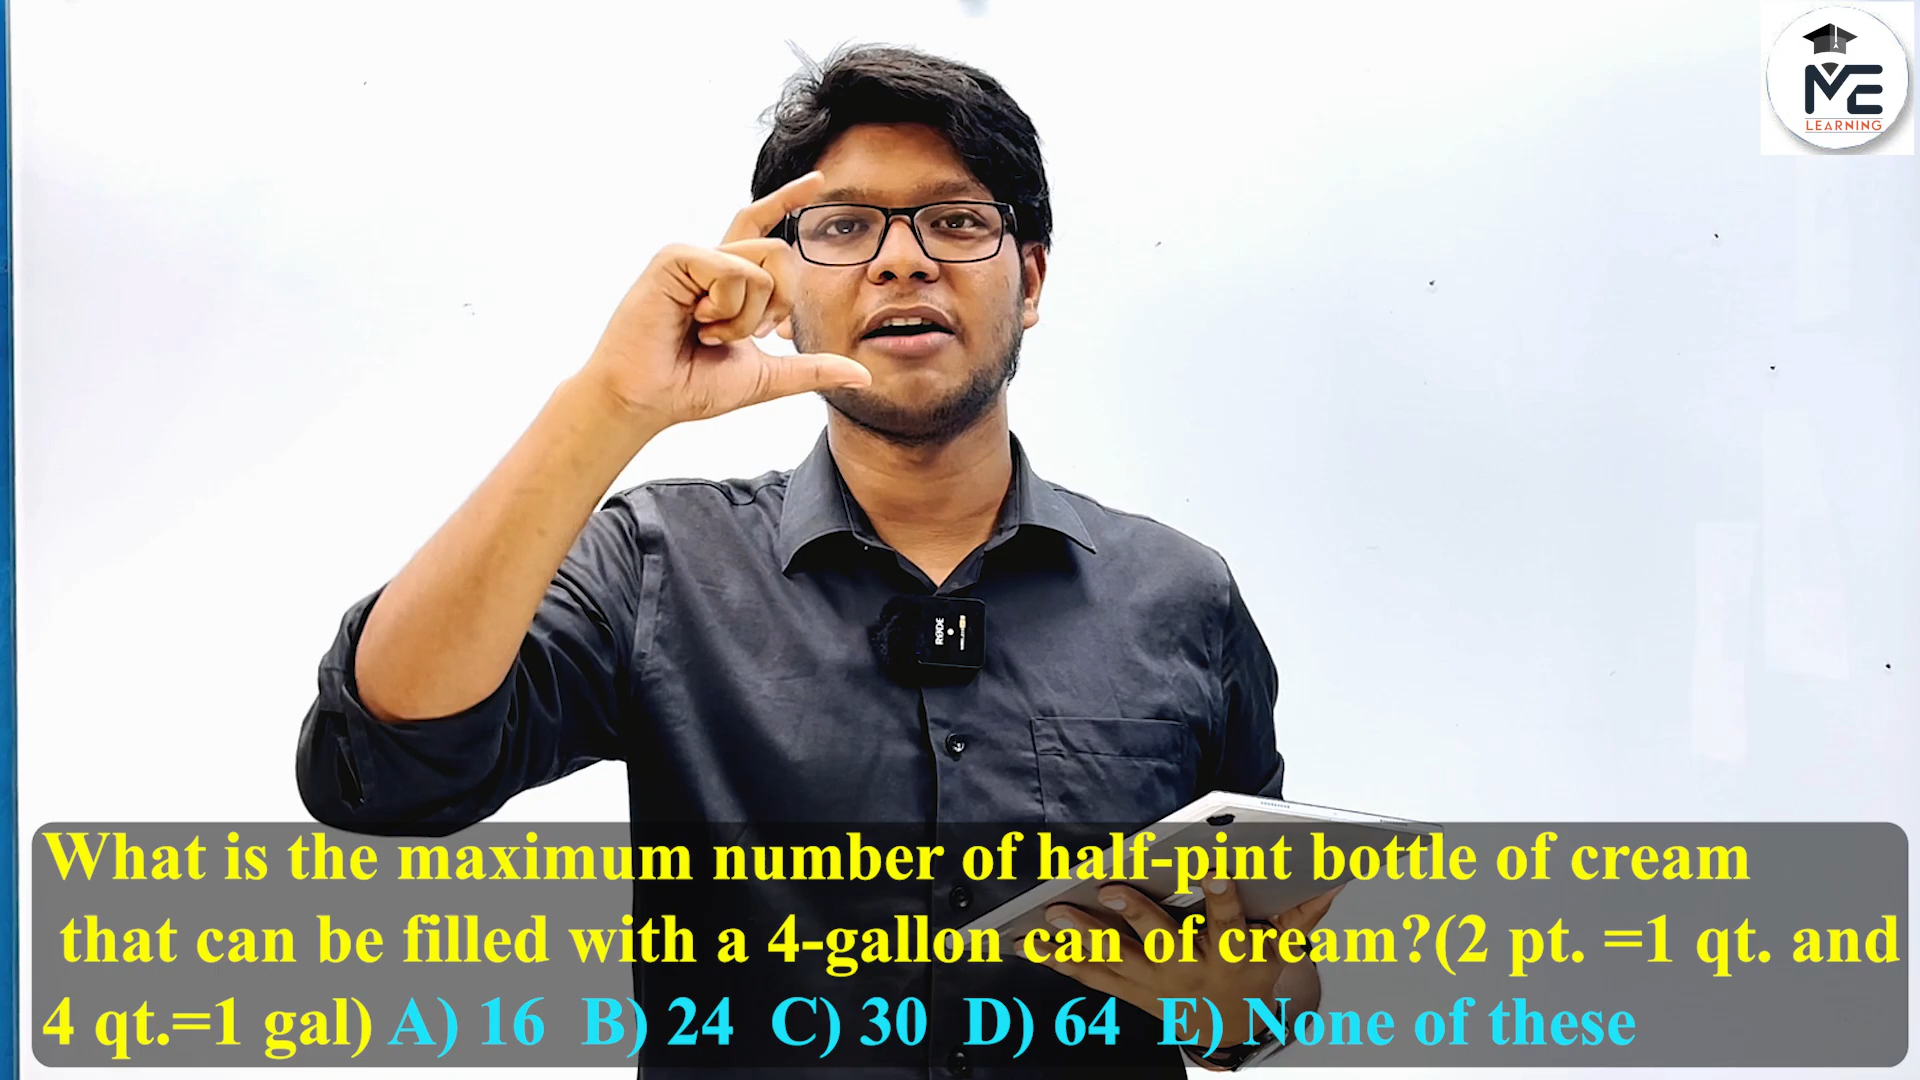 ME
LEARNING
RØDE
What is the maximum number of half-pint bottle of cream
that can be filled with a 4-gallon can of cream?(2 pt. =1 qt. and
4 qt.=1 gal) A) 16 B) 24 C) 30 D) 64 E) None of these